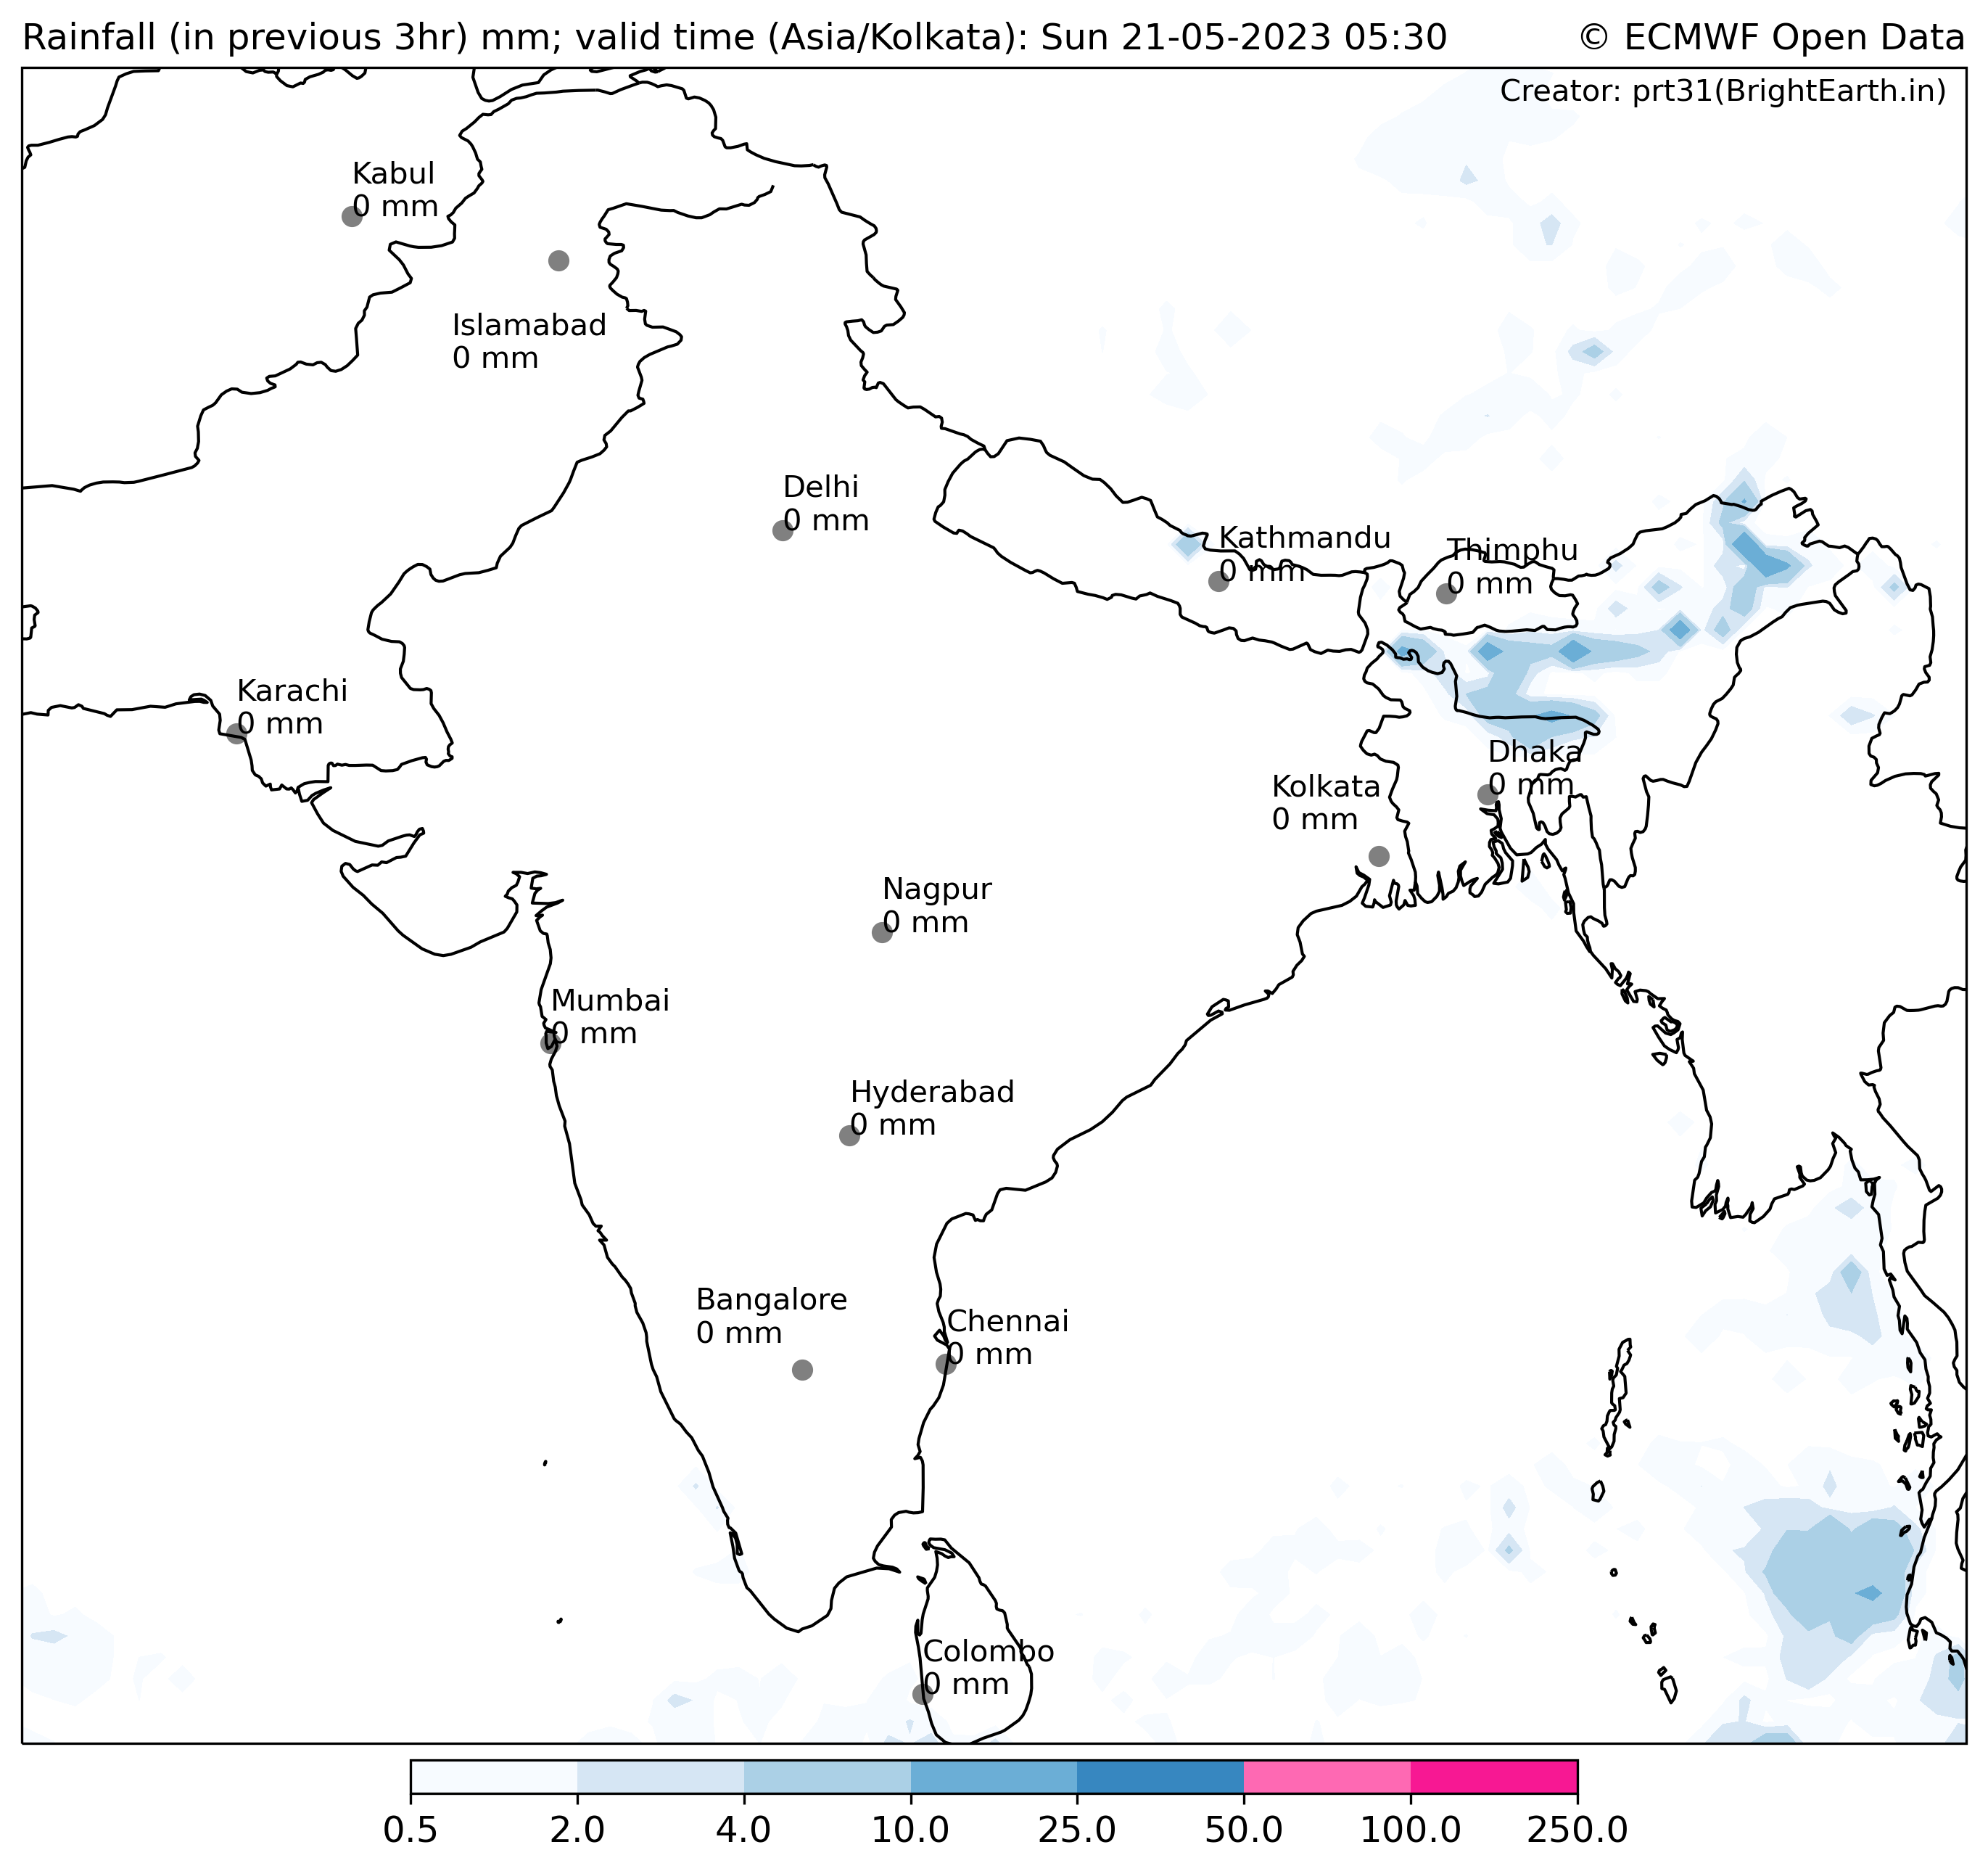 Rainfall (in previous 3hr) mm; valid time (Asia/Kolkata): Sun 21-05-2023 05:30
© ECMWF Open Data
Creator: prt31(BrightEarth.in)
Kabul
0 mm
Islamabad
0 mm
Delhi
0 mm
Kathmandu
0 mm
Thimphu
0 mm
Karachi
0 mm
Dhaka
0 mm
Kolkata
0 mm
Nagpur
0 mm
Mumbai
0 mm
Hyderabad
0 mm
Bangalore
0 mm
Chennai
0 mm
Colombo
0 mm
0.5 2.0 4.0 10.0 25.0 50.0 100.0 250.0